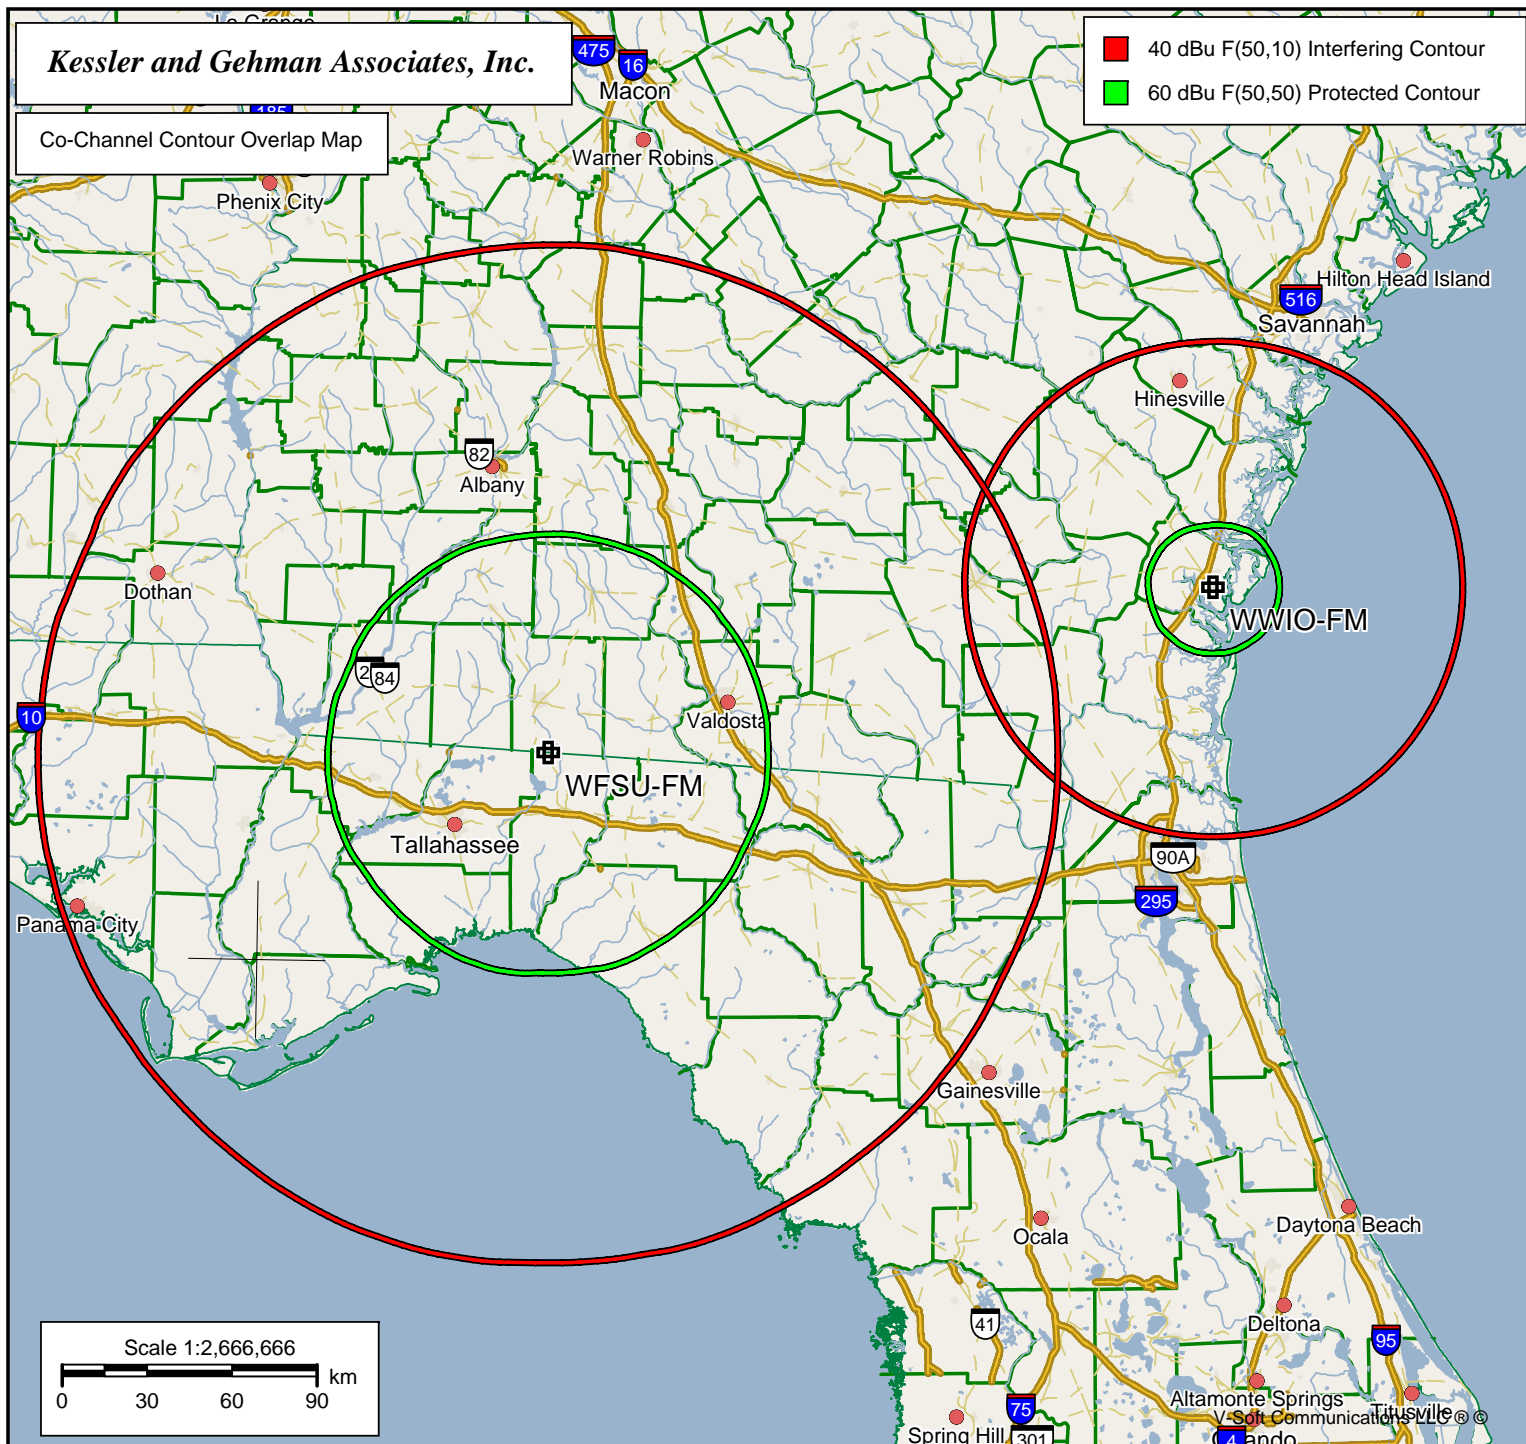 La Grange
Kessler and Gehman Associates, Inc.
Co-Channel Contour Overlap Map
40 dBu F(50,10) Interfering Contour
60 dBu F(50,50) Protected Contour
475
16
Macon
185
Warner Robins
Phenix City
Hilton Head Island
516
Savannah
Hinesville
82
Albany
Dothan
WWIO-FM
84
10
Valdosta
WFSU-FM
Tallahassee
90A
295
Panama City
Gainesville
Daytona Beach
Ocala
41
Deltona
95
Scale 1:2,666,666
km
0 30 60 90
Altamonte Springs
Titusville
V-Soft Communications LLC ® ©
75
Spring Hill
301
4